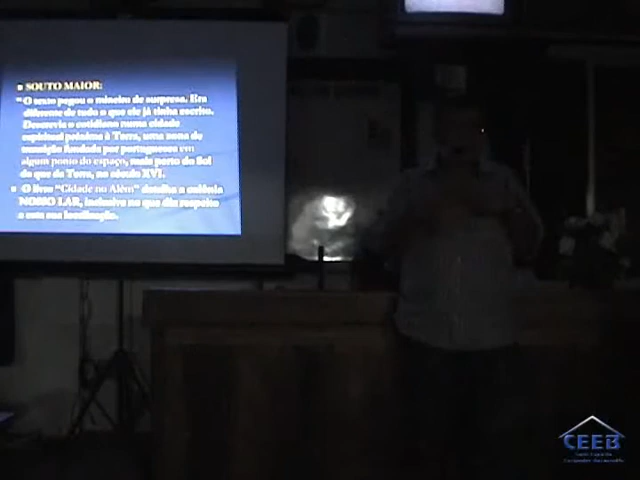 SOUTO MAIOR:
O texto pegou o mineiro de surpresa. Era
diferente de tudo o que ele já tinha escrito.
Descrevia o cotidiano numa cidade
espiritual próxima à Terra, uma zona de
transição fundada por portugueses em
algum ponto do espaço, mais perto do Sol
do que da Terra, no século XVI.
O livro "Cidade no Além" detalha a colônia
NOSSO LAR, inclusive no que diz respeito
a esta sua localização.
CEEB